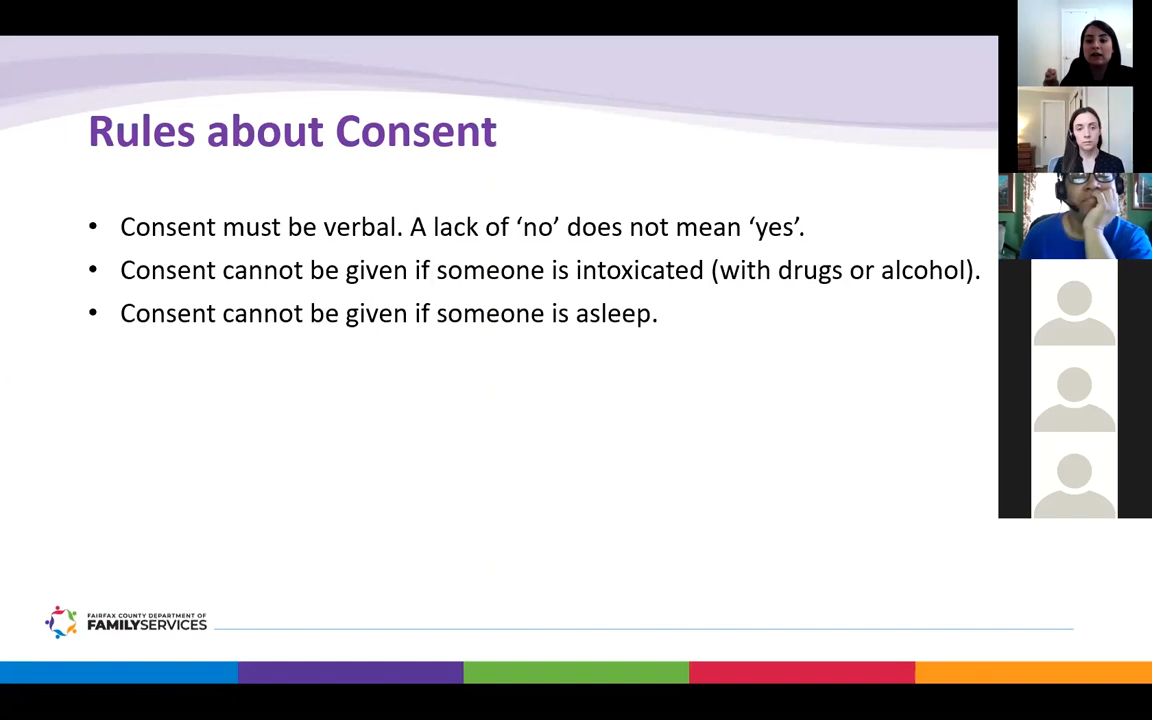 Rules about Consent
• Consent must be verbal. A lack of ‘no’ does not mean ‘yes’.
• Consent cannot be given if someone is intoxicated (with drugs or alcohol).
• Consent cannot be given if someone is asleep.
FAIRFAX COUNTY DEPARTMENT OF
FAMILYSERVICES